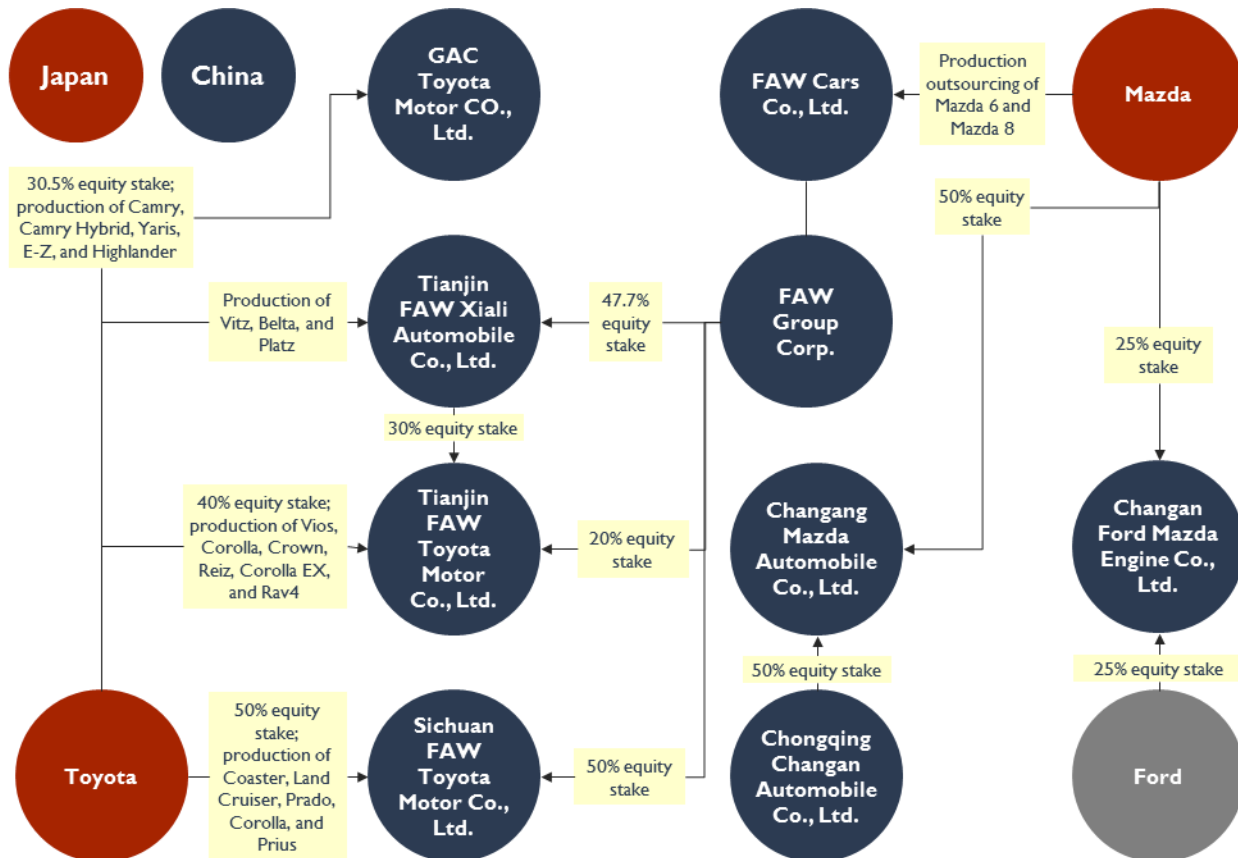 Japan
China
GAC
Toyota
Motor CO.,
Ltd.
FAW Cars
Co., Ltd.
Production
outsourcing of
Mazda 6 and
Mazda 8
Mazda
30.5% equity stake;
production of Camry,
Camry Hybrid, Yaris,
E-Z, and Highlander
50% equity
stake
Production of
Vitz, Belta, and
Platz
Tianjin
FAW Xiali
Automobile
Co., Ltd.
47.7%
equity
stake
FAW
Group
Corp.
25% equity
stake
30% equity stake
40% equity stake;
production of Vios,
Corolla, Crown,
Reiz, Corolla EX,
and Rav4
Tianjin
FAW
Toyota
Motor
Co., Ltd.
20% equity
stake
Changang
Mazda
Automobile
Co., Ltd.
Changan
Ford Mazda
Engine Co.,
Ltd.
50% equity stake
25% equity stake
Toyota
50% equity
stake;
production of
Coaster, Land
Cruiser, Prado,
Corolla, and
Prius
Sichuan
FAW
Toyota
Motor Co.,
Ltd.
50% equity
stake
Chongqing
Changan
Automobile
Co., Ltd.
Ford